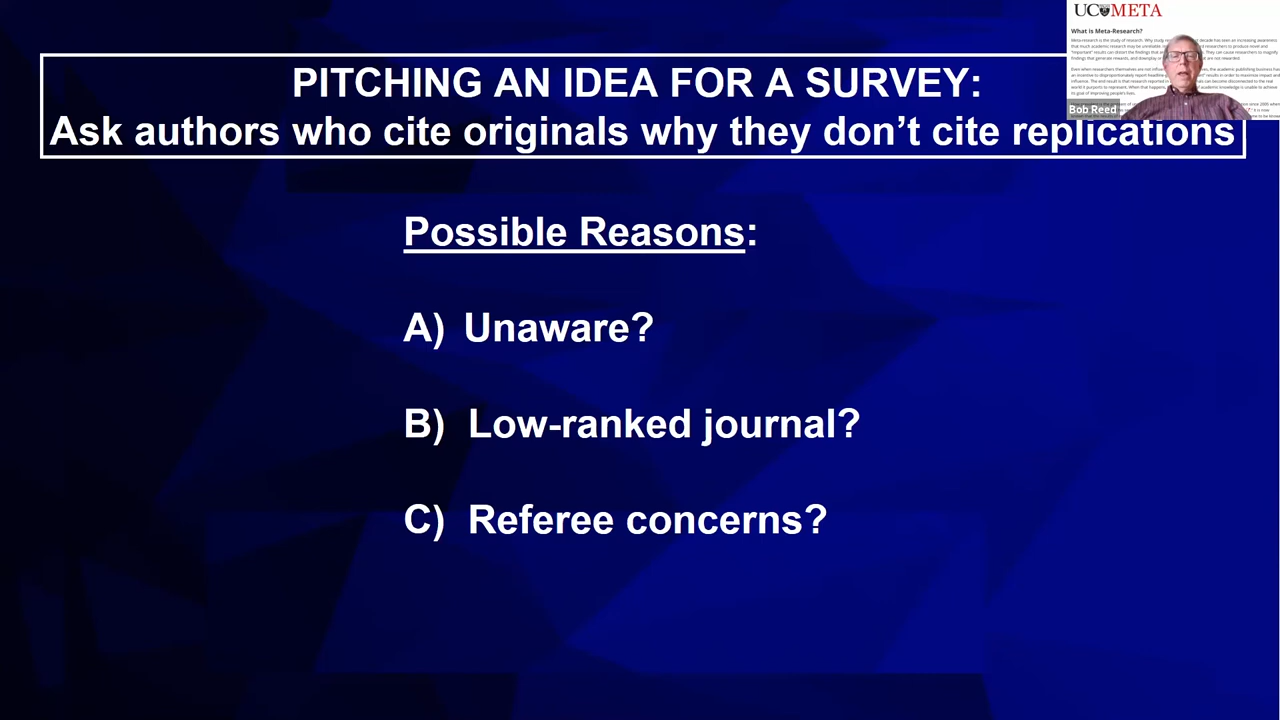 UC META
What is Meta-Research?
Bob Reed
PITCHING AN IDEA FOR A SURVEY:
Ask authors who cite originals why they don't cite replications
Possible Reasons:
A) Unaware?
B) Low-ranked journal?
C) Referee concerns?